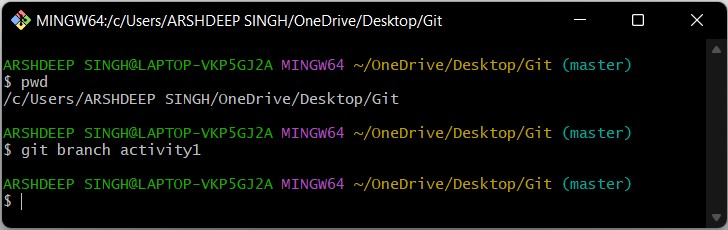 MINGW64:/c/Users/ARSHDEEP SINGH/OneDrive/Desktop/Git
ARSHDEEP SINGH@LAPTOP-VKP5GJ2A MINGW64 ~/OneDrive/Desktop/Git (master)
$ pwd
/c/Users/ARSHDEEP SINGH/OneDrive/Desktop/Git
ARSHDEEP SINGH@LAPTOP-VKP5GJ2A MINGW64 ~/OneDrive/Desktop/Git (master)
$ git branch activity1
ARSHDEEP SINGH@LAPTOP-VKP5GJ2A MINGW64 ~/OneDrive/Desktop/Git (master)
$